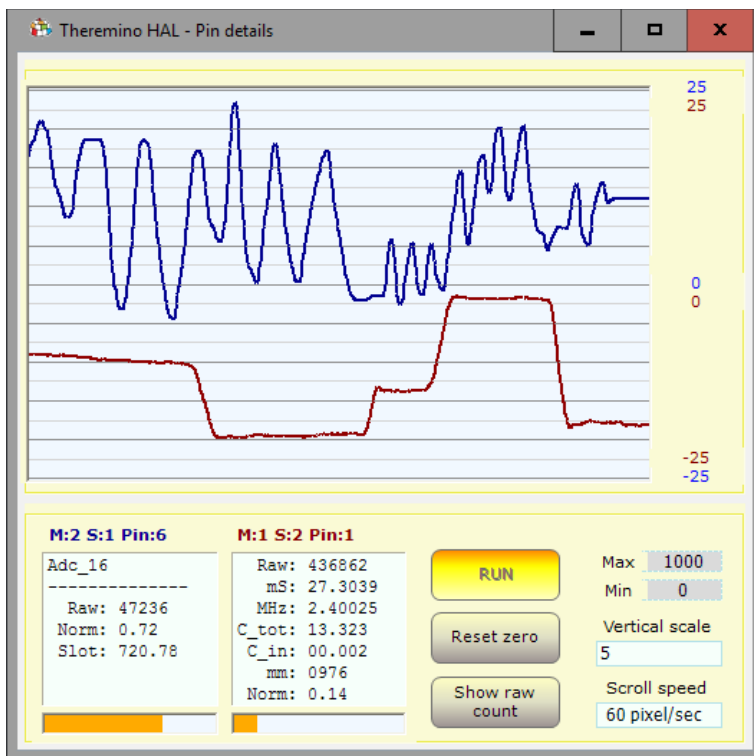 Theremino HAL - Pin details
25
25
0
0
-25
-25
M:2 S:1 Pin:6
Adc_16
--------------
Raw: 47236
Norm: 0.72
Slot: 720.78
M:1 S:2 Pin:1
Raw: 436862
mS: 27.3039
MHz: 2.40025
C_tot: 13.323
C_in: 00.002
mm: 0976
Norm: 0.14
RUN
Reset zero
Show raw
count
Max 1000
Min 0
Vertical scale
5
Scroll speed
60 pixel/sec